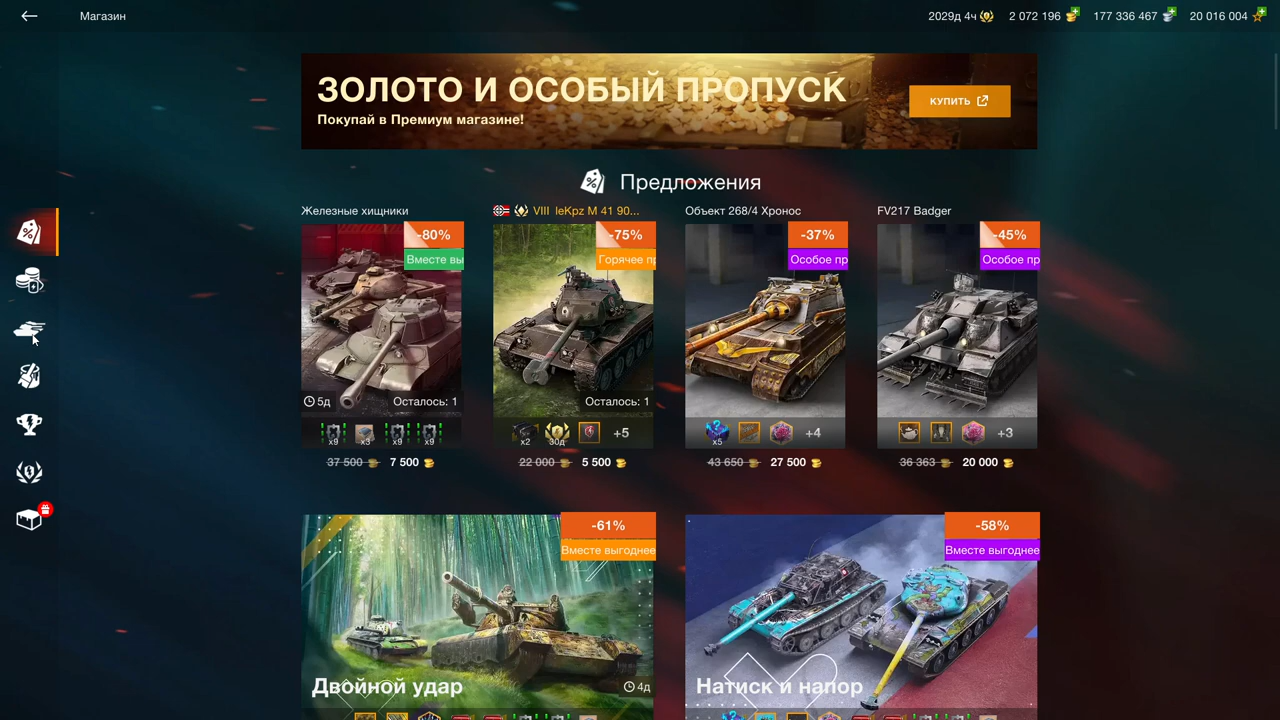 Магазин
2029д 4ч
2 072 196
177 336 467
20 016 004
ЗОЛОТО И ОСОБЫЙ ПРОПУСК
Покупай в Премиум магазине!
КУПИТЬ
Предложения
Железные хищники
VIII leKpz M 41 90...
Объект 268/4 Хронос
FV217 Badger
-80%
-75%
-37%
-45%
Вместе вы
Горячее п
Особое пр
Особое пр
5д
Осталось: 1
Осталось: 1
x9
x3
x9
x9
x2
30д
+5
x5
+4
+3
37 500
7 500
22 000
5 500
43 650
27 500
36 363
20 000
-61%
-58%
Вместе выгоднее
Вместе выгоднее
Двойной удар
4д
Натиск и напор